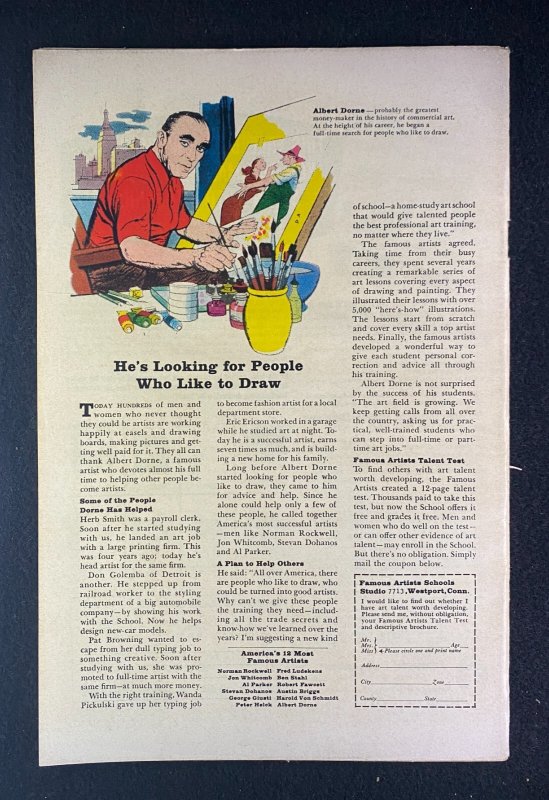 Albert Dorne—probably the greatest
money-maker in the history of commercial art.
At the height of his career, he began a
full-time search for people who like to draw.
He's Looking for People
Who Like to Draw
TODAY HUNDREDS of men and
women who never thought
they could be artists are working
happily at easels and drawing
boards, making pictures and get-
ting well paid for it. They all can
thank Albert Dorne, a famous
artist who devotes almost his full
time to helping other people be-
come artists.
Some of the People
Dorne Has Helped
Herb Smith was a payroll clerk.
Soon after he started studying
with us, he landed an art job
with a large printing firm. This
was four years ago; today he's
head artist for the same firm.
Don Golemba of Detroit is
another. He stepped up from
railroad worker to the styling
department of a big automobile
company—by showing his work
with the School. Now he helps
design new-car models.
Pat Browning wanted to es-
cape from her dull typing job to
something creative. Soon after
studying with us, she was pro-
moted to full-time artist with the
same firm—at much more money.
With the right training, Wanda
Pickulski gave up her typing job
to become fashion artist for a local
department store.
Eric Ericson worked in a garage
while he studied art at night. To-
day he is a successful artist, earns
seven times as much, and is build-
ing a new home for his family.
Long before Albert Dorne
started looking for people who
like to draw, they came to him
for advice and help. Since he
alone could help only a few of
these people, he called together
America's most successful artists
—men like Norman Rockwell,
Jon Whitcomb, Stevan Dohanos
and Al Parker.
A Plan to Help Others
He said: "All over America, there
are people who like to draw, who
could be turned into good artists.
Why can't we give these people
the training they need—includ-
ing all the trade secrets and
know-how we've learned over the
years? I'm suggesting a new kind
America's 12 Most
Famous Artists
Norman Rockwell Fred Ludekens
Jon Whitcomb Ben Stahl
Al Parker Robert Fawcett
Stevan Dohanos Austin Briggs
George Giusti Harold Von Schmidt
Peter Helck Albert Dorne
of school—a home-study art school
that would give talented people
the best professional art training,
no matter where they live."
The famous artists agreed.
Taking time from their busy
careers, they spent several years
creating a remarkable series of
art lessons covering every aspect
of drawing and painting. They
illustrated their lessons with over
5,000 "here's-how" illustrations.
The lessons start from scratch
and cover every skill a top artist
needs. Finally, the famous artists
developed a wonderful way to
give each student personal cor-
rection and advice all through
his training.
Albert Dorne is not surprised
by the success of his students.
"The art field is growing. We
keep getting calls from all over
the country, asking us for prac-
tical, well-trained students who
can step into full-time or part-
time art jobs."
Famous Artists Talent Test
To find others with art talent
worth developing, the Famous
Artists created a 12-page talent
test. Thousands paid to take this
test, but now the School offers it
free and grades it free. Men and
women who do well on the test—
or can offer other evidence of art
talent—may enroll in the School.
But there's no obligation. Simply
mail the coupon below.
Famous Artists Schools
Studio 7713, Westport, Conn.
I would like to find out whether I
have art talent worth developing.
Please send me, without obligation,
your Famous Artists Talent Test
and descriptive brochure.
Mr.
Mrs. Age
Miss Please circle one and print name
Address
City Zone
County State